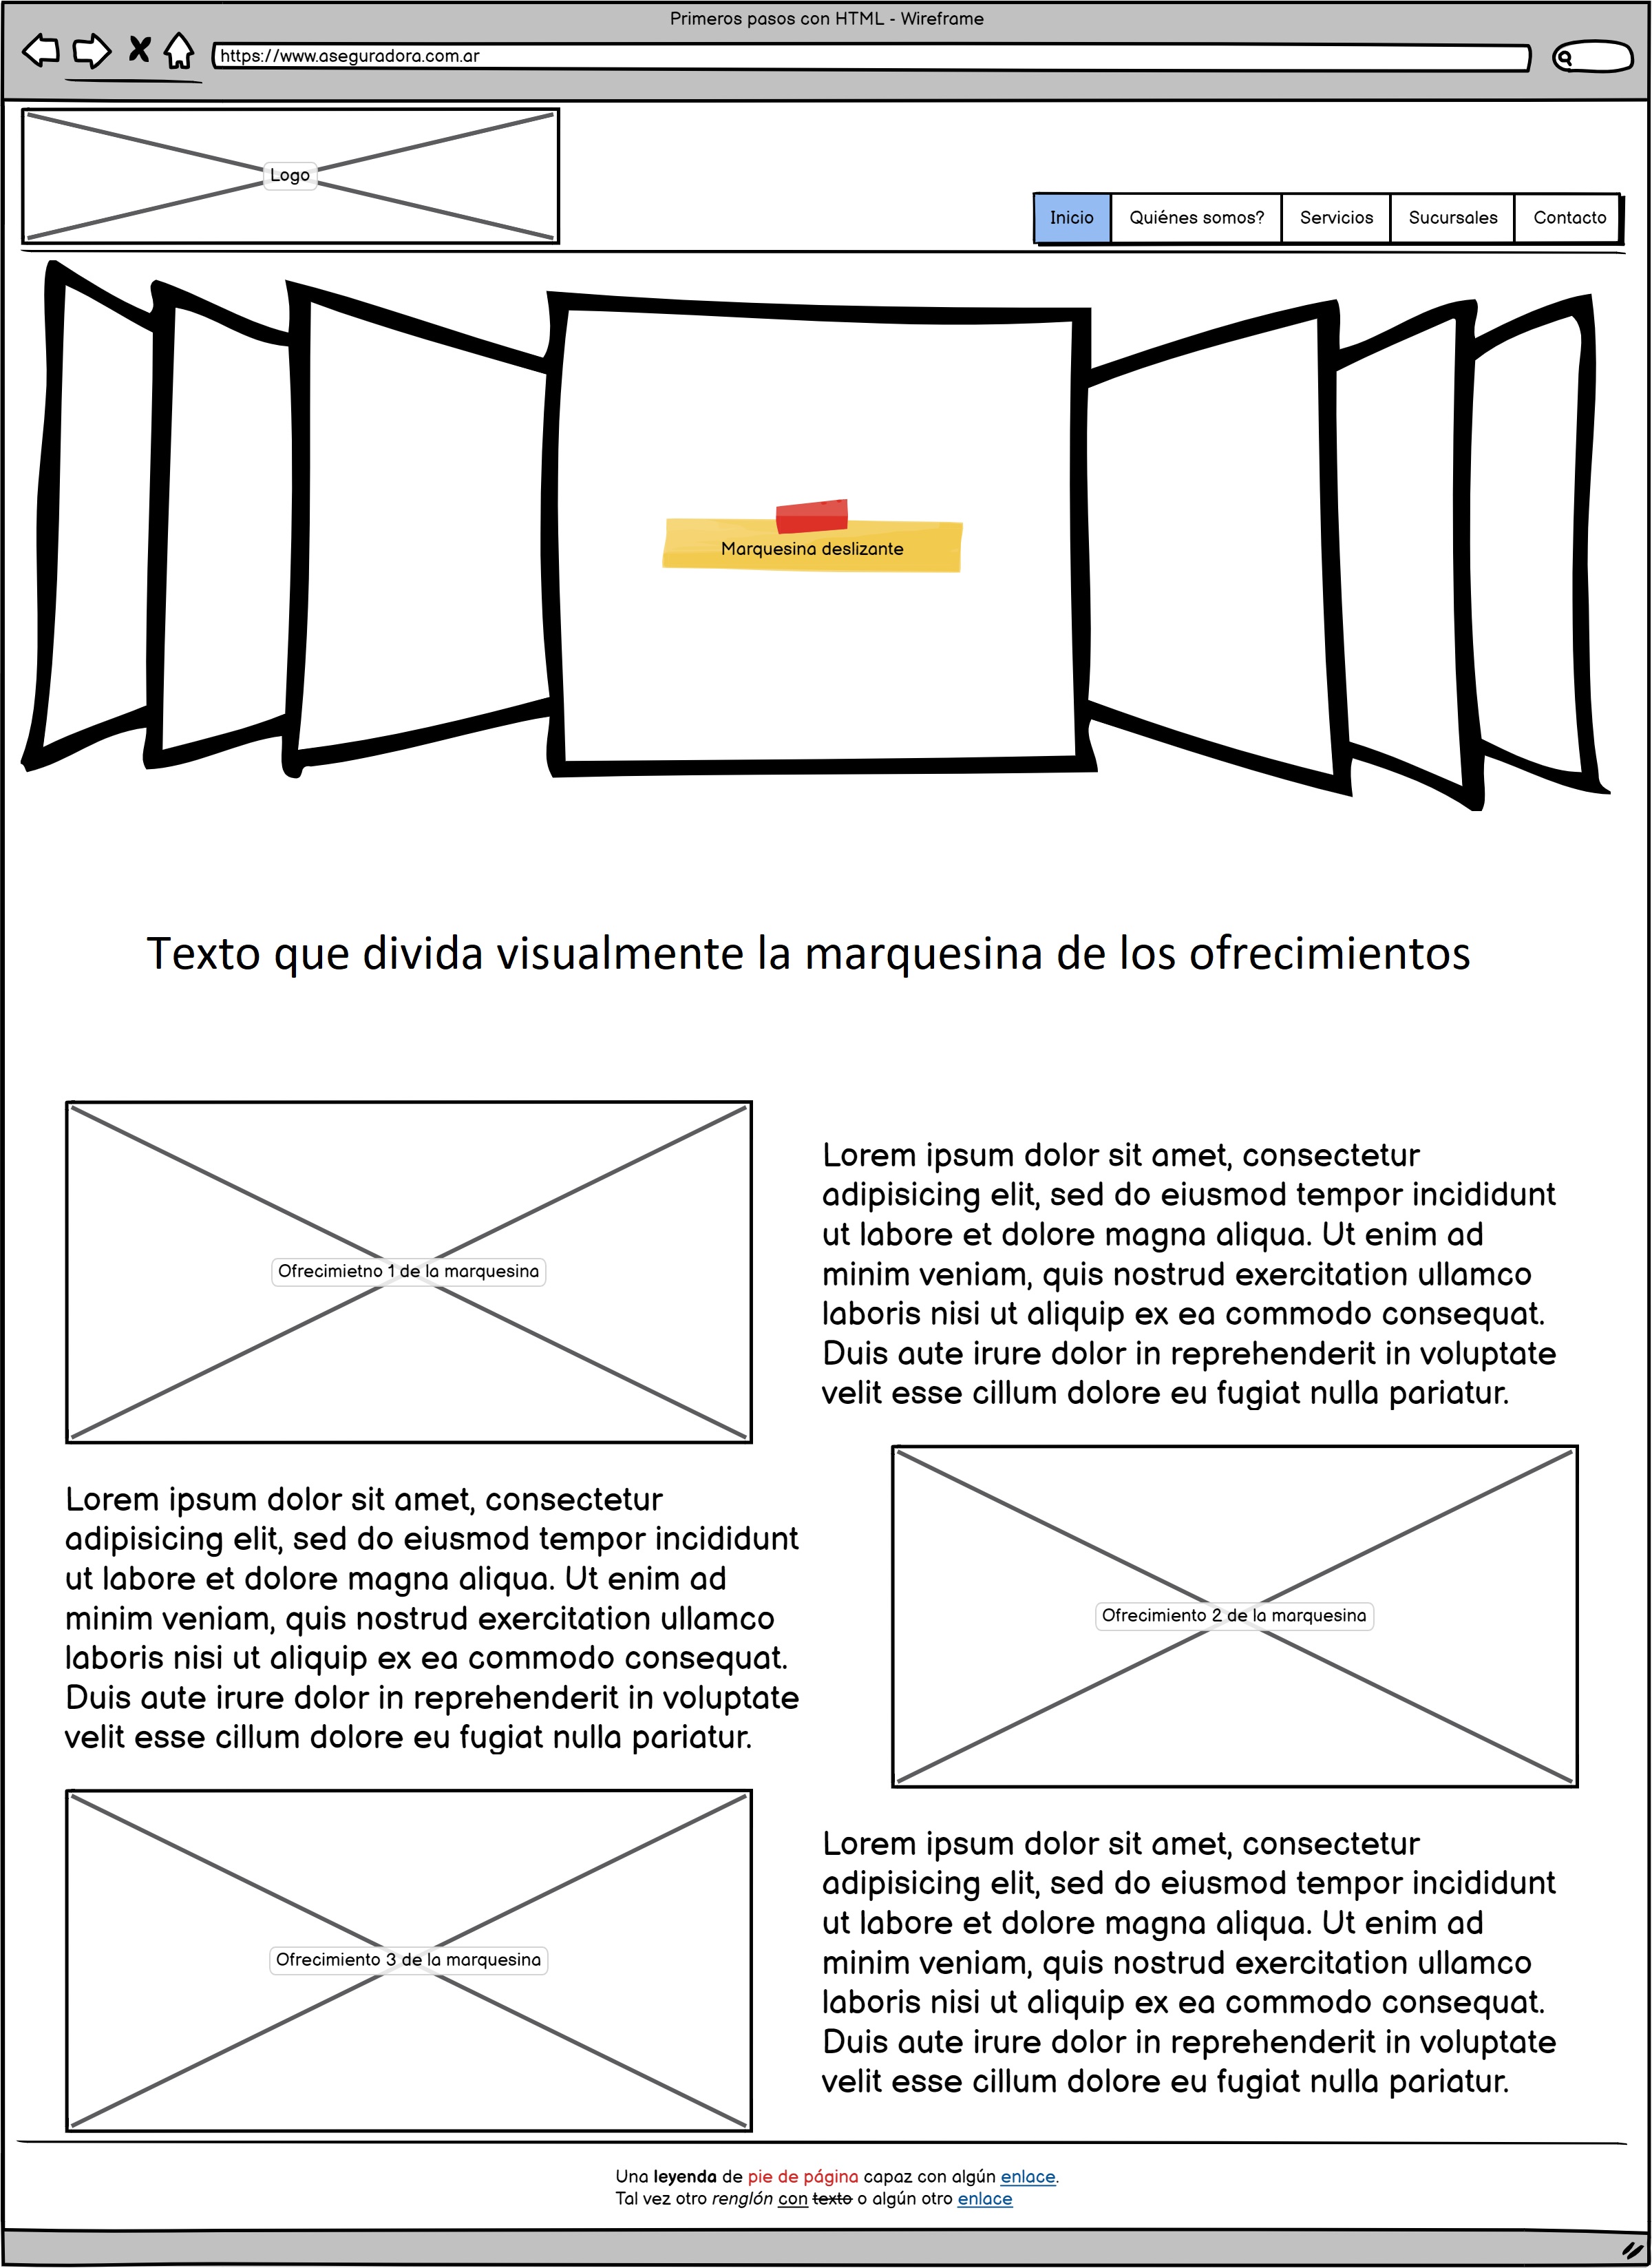 Primeros pasos con HTML - Wireframe
https://www.aseguradora.com.ar
Logo
Inicio Quiénes somos? Servicios Sucursales Contacto
Marquesina deslizante
Texto que divida visualmente la marquesina de los ofrecimientos
Ofrecimietno 1 de la marquesina
Lorem ipsum dolor sit amet, consectetur
adipisicing elit, sed do eiusmod tempor incididunt
ut labore et dolore magna aliqua. Ut enim ad
minim veniam, quis nostrud exercitation ullamco
laboris nisi ut aliquip ex ea commodo consequat.
Duis aute irure dolor in reprehenderit in voluptate
velit esse cillum dolore eu fugiat nulla pariatur.
Lorem ipsum dolor sit amet, consectetur
adipisicing elit, sed do eiusmod tempor incididunt
ut labore et dolore magna aliqua. Ut enim ad
minim veniam, quis nostrud exercitation ullamco
laboris nisi ut aliquip ex ea commodo consequat.
Duis aute irure dolor in reprehenderit in voluptate
velit esse cillum dolore eu fugiat nulla pariatur.
Ofrecimiento 2 de la marquesina
Ofrecimiento 3 de la marquesina
Lorem ipsum dolor sit amet, consectetur
adipisicing elit, sed do eiusmod tempor incididunt
ut labore et dolore magna aliqua. Ut enim ad
minim veniam, quis nostrud exercitation ullamco
laboris nisi ut aliquip ex ea commodo consequat.
Duis aute irure dolor in reprehenderit in voluptate
velit esse cillum dolore eu fugiat nulla pariatur.
Una leyenda de pie de página capaz con algún enlace.
Tal vez otro renglón con texto o algún otro enlace